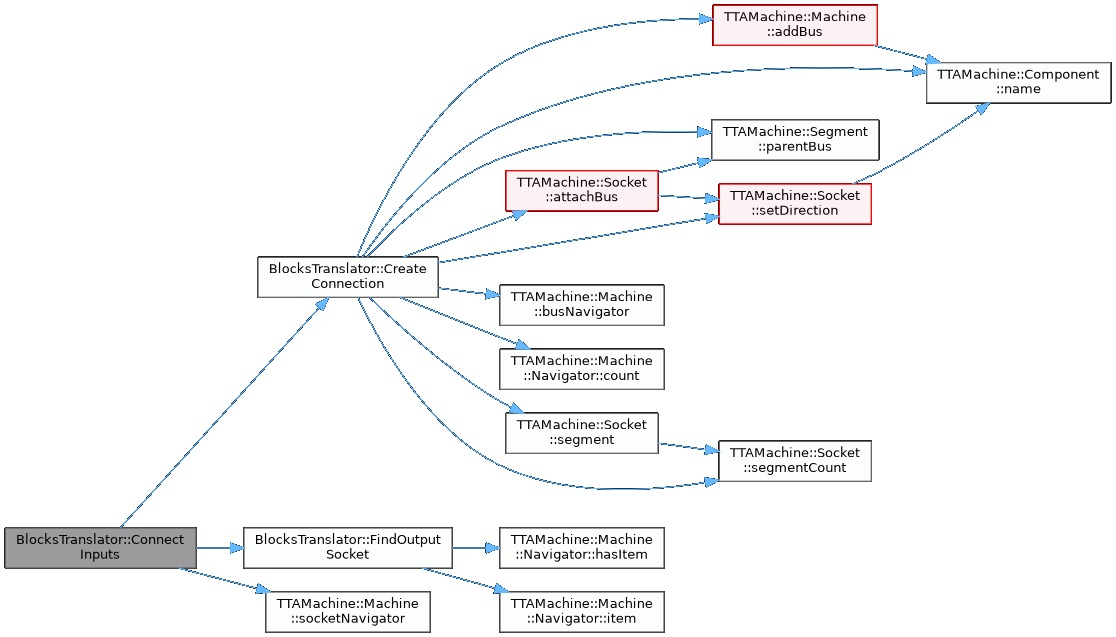 TTAMachine::Machine
::addBus
TTAMachine::Component
::name
TTAMachine::Segment
::parentBus
TTAMachine::Socket
::attachBus
TTAMachine::Socket
::setDirection
BlocksTranslator::Create
Connection
TTAMachine::Machine
::busNavigator
TTAMachine::Machine
::Navigator::count
TTAMachine::Socket
::segment
TTAMachine::Socket
::segmentCount
BlocksTranslator::Connect
Inputs
BlocksTranslator::FindOutput
Socket
TTAMachine::Machine
::Navigator::hasItem
TTAMachine::Machine
::socketNavigator
TTAMachine::Machine
::Navigator::item